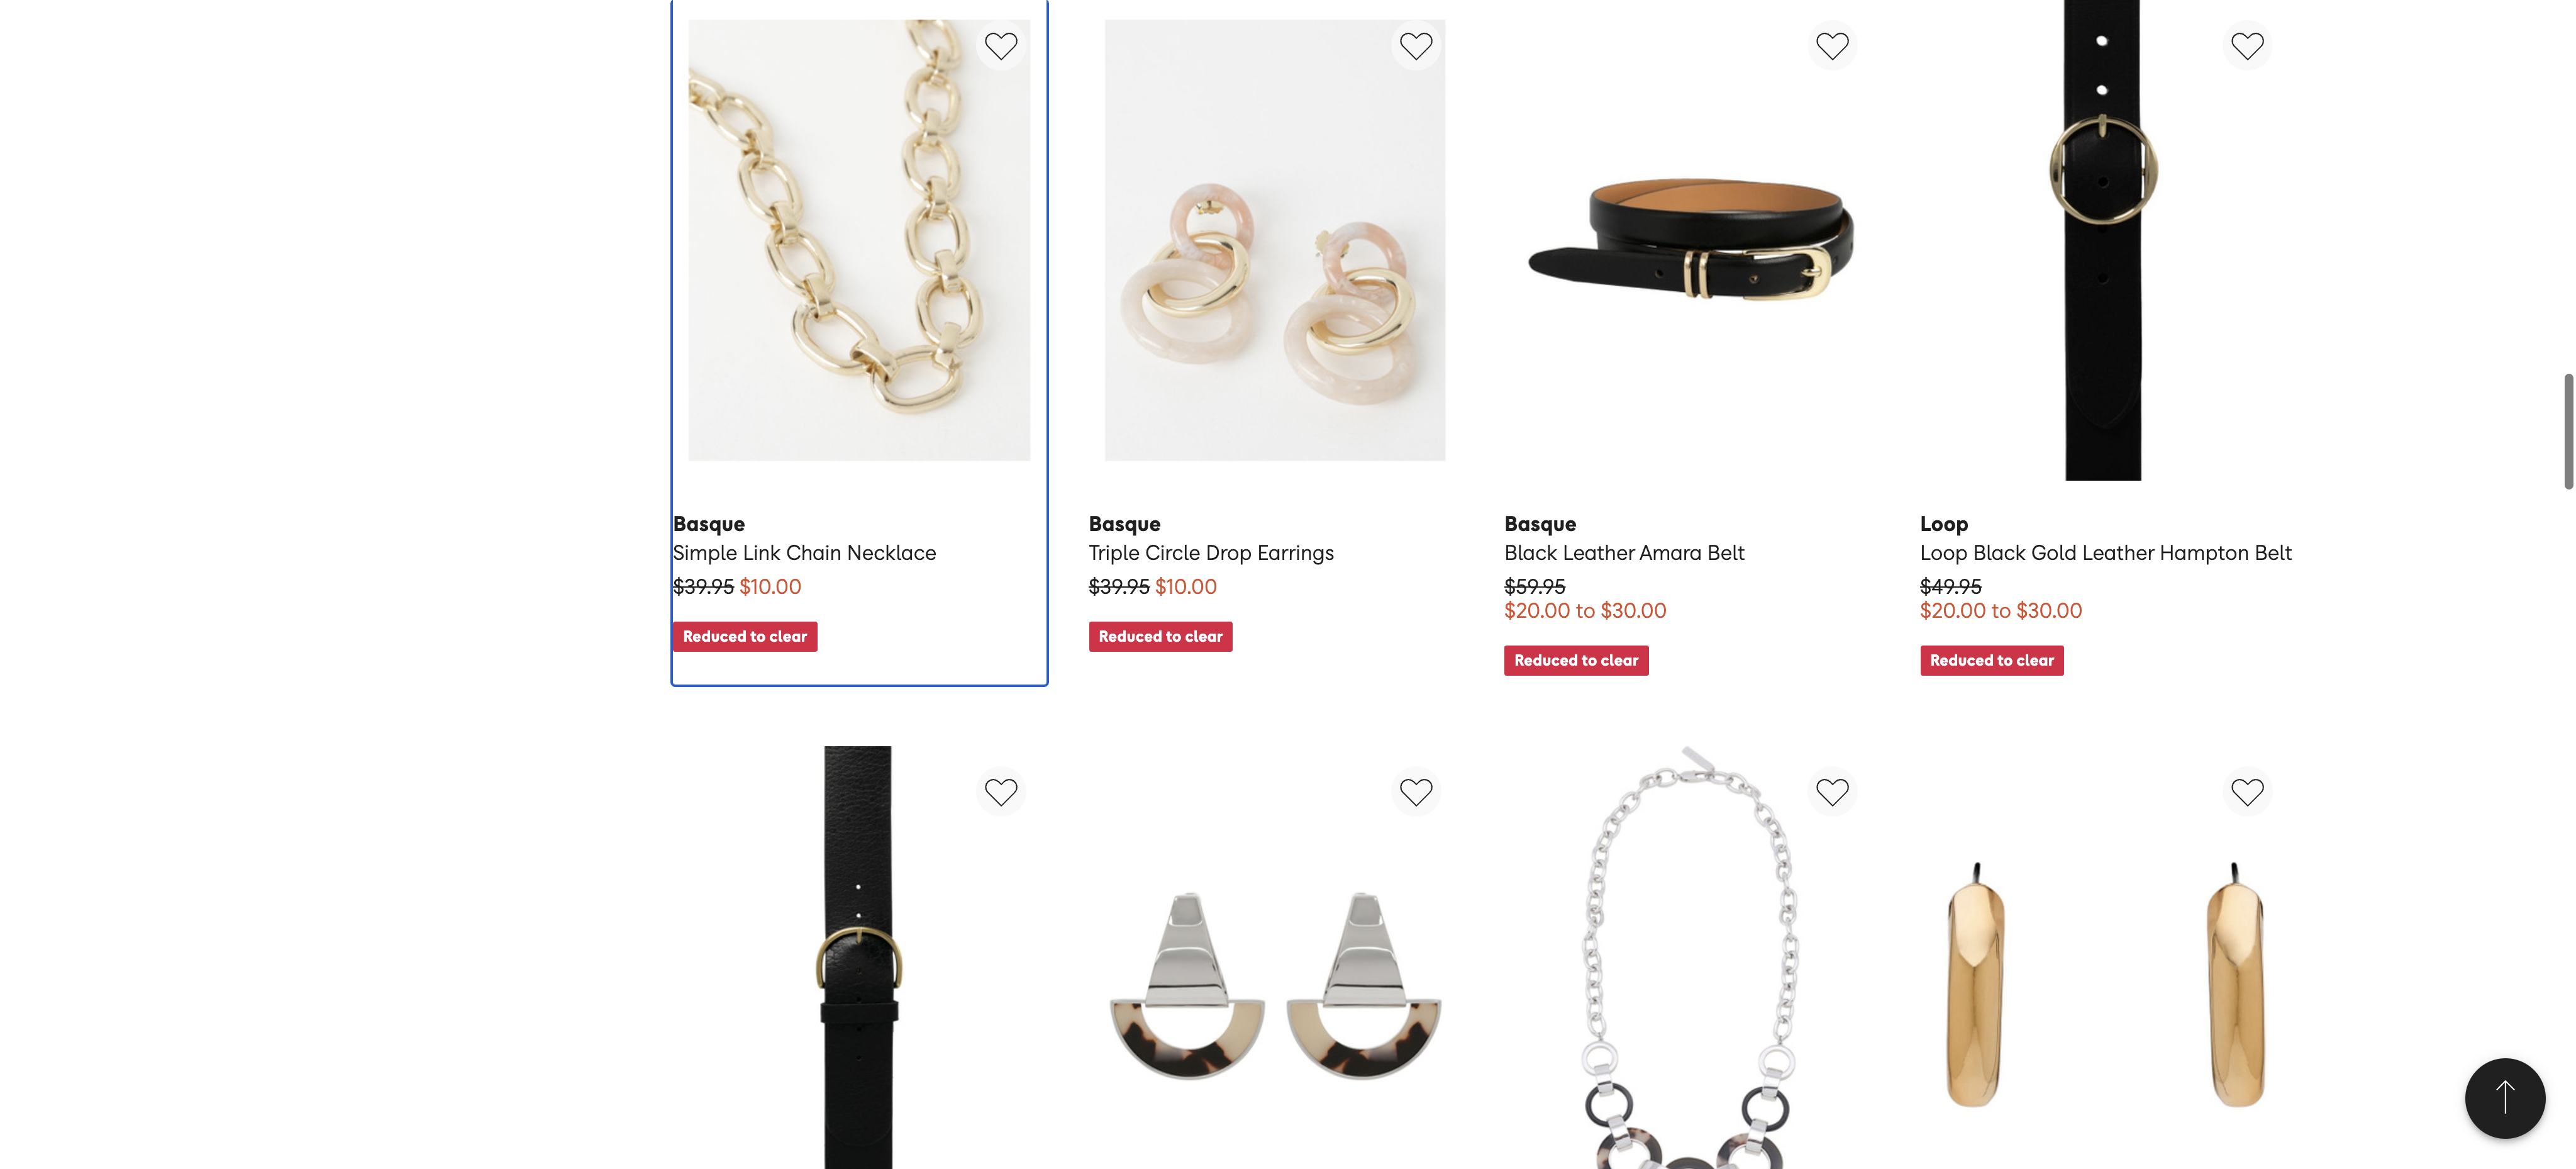 Basque
Simple Link Chain Necklace
$39.95 $10.00
Reduced to clear
Basque
Triple Circle Drop Earrings
$39.95 $10.00
Reduced to clear
Basque
Black Leather Amara Belt
$59.95
$20.00 to $30.00
Reduced to clear
Loop
Loop Black Gold Leather Hampton Belt
$49.95
$20.00 to $30.00
Reduced to clear